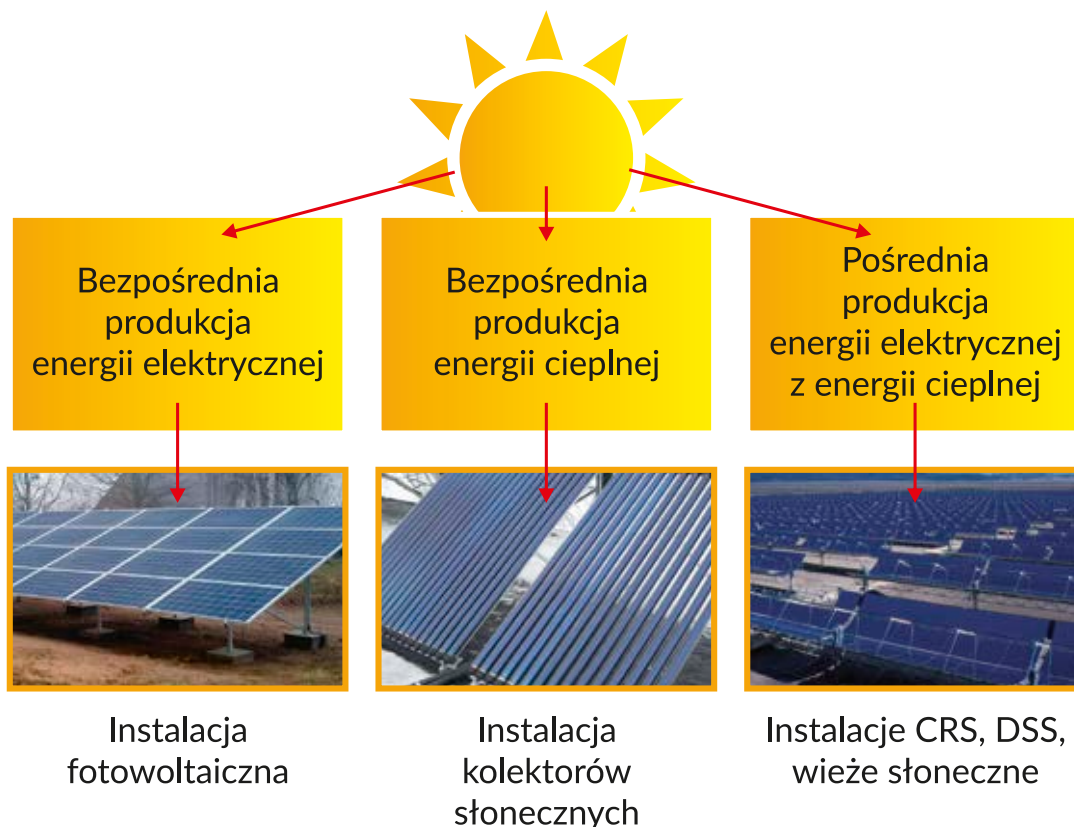 Bezpośrednia
produkcja
energii elektrycznej
Bezpośrednia
produkcja
energii cieplnej
Pośrednia
produkcja
energii elektrycznej
z energii cieplnej
Instalacja
fotowoltaiczna
Instalacja
kolektorów
słonecznych
Instalacje CRS, DSS,
wieże słoneczne